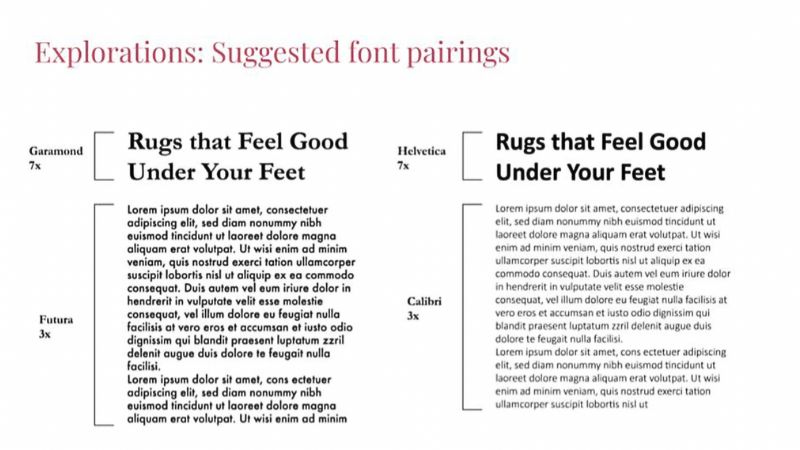 Explorations: Suggested font pairings
Garamond
7x
Rugs that Feel Good
Under Your Feet
Futura
3x
Lorem ipsum dolor sit amet, consectetuer
adipiscing elit, sed diam nonummy nibh
euismod tincidunt ut laoreet dolore magna
aliquam erat volutpat. Ut wisi enim ad minim
veniam, quis nostrud exerci tation ullamcorper
suscipit lobortis nisl ut aliquip ex ea commodo
consequat. Duis autem vel eum iriure dolor in
hendrerit in vulputate velit esse molestie
consequat, vel illum dolore eu feugiat nulla
facilisis at vero eros et accumsan et iusto odio
dignissim qui blandit praesent luptatum zzril
delenit augue duis dolore te feugait nulla
facilisi.
Lorem ipsum dolor sit amet, cons ectetuer
adipiscing elit, sed diam nonummy nibh
euismod tincidunt ut laoreet dolore magna
aliquam erat volutpat. Ut wisi enim ad minim
Helvetica
7x
Rugs that Feel Good
Under Your Feet
Calibri
3x
Lorem ipsum dolor sit amet, consectetuer adipiscing
elit, sed diam nonummy nibh euismod tincidunt ut
laoreet dolore magna aliquam erat volutpat. Ut wisi
enim ad minim veniam, quis nostrud exerci tation
ullamcorper suscipit lobortis nisl ut aliquip ex ea
commodo consequat. Duis autem vel eum iriure dolor
in hendrerit in vulputate velit esse molestie
consequat, vel illum dolore eu feugiat nulla facilisis at
vero eros et accumsan et iusto odio dignissim qui
blandit praesent luptatum zzril delenit augue duis
dolore te feugait nulla facilisi.
Lorem ipsum dolor sit amet, cons ectetuer adipiscing
elit, sed diam nonummy nibh euismod tincidunt ut
laoreet dolore magna aliquam erat volutpat. Ut wisi
enim ad minim veniam, quis nostrud exerci tation
ullamcorper suscipit lobortis nisl ut